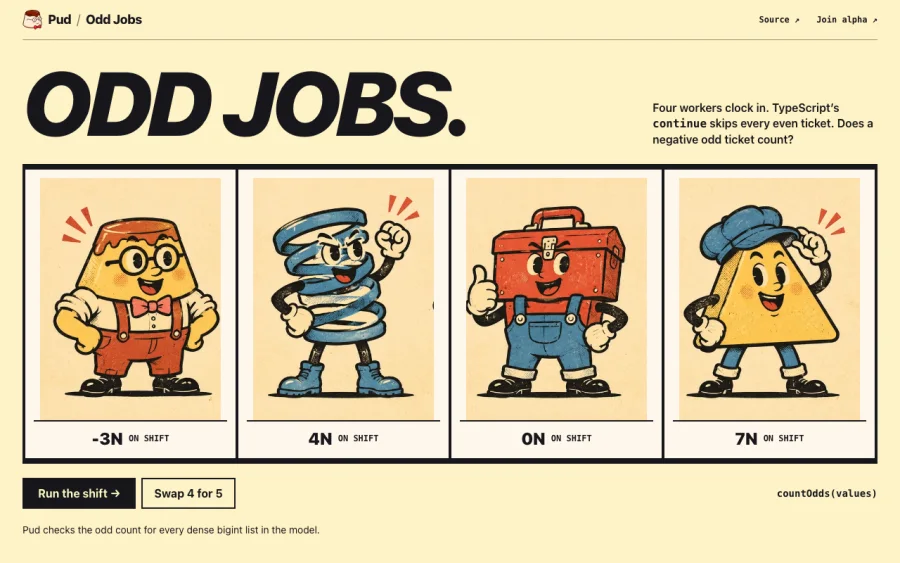 Pud / Odd Jobs
Source ↗ Join alpha ↗
ODD JOBS.
Four workers clock in. TypeScript’s
continue skips every even ticket. Does a
negative odd ticket count?
-3N ON SHIFT
4N ON SHIFT
0N ON SHIFT
7N ON SHIFT
Run the shift →
Swap 4 for 5
countOdds(values)
Pud checks the odd count for every dense bigint list in the model.